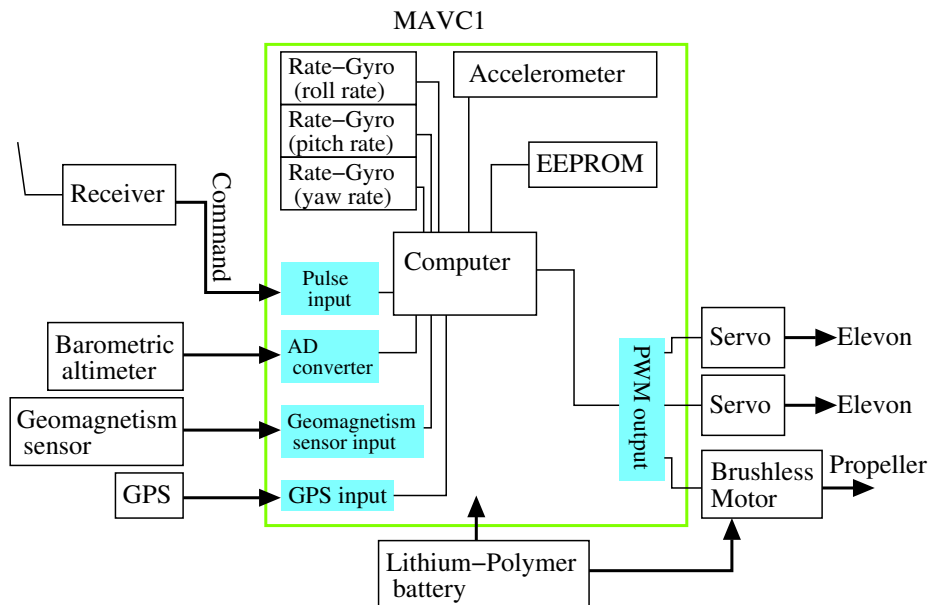 MAVC1
Rate−Gyro
(roll rate)
Rate−Gyro
(pitch rate)
Rate−Gyro
(yaw rate)
Accelerometer
EEPROM
Receiver
Command
Computer
Pulse
input
Barometric
altimeter
AD
converter
Geomagnetism
sensor
Geomagnetism
sensor input
GPS
GPS input
PWM output
Servo
Elevon
Servo
Elevon
Brushless
Motor
Propeller
Lithium−Polymer
battery